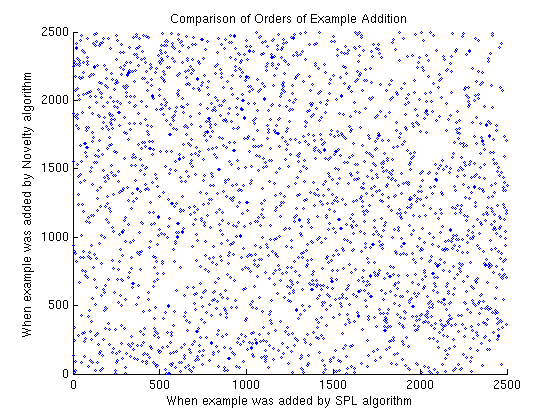 Comparison of Orders of Example Addition
When example was added by Novelty algorithm
2500
2000
1500
1000
500
0
0 500 1000 1500 2000 2500
When example was added by SPL algorithm